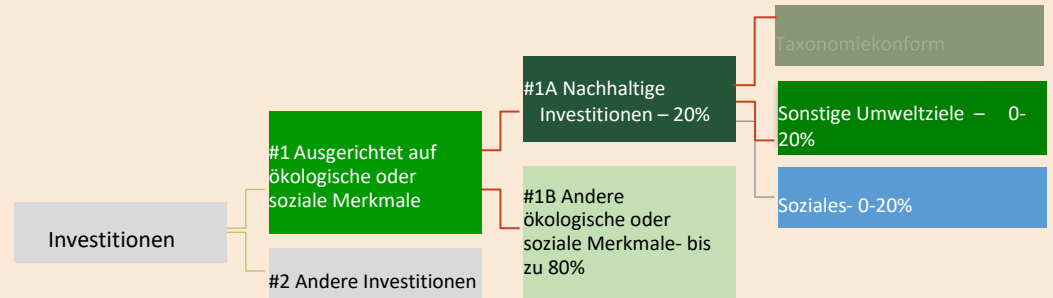 Taxonomiekonform
#1A Nachhaltige
Investitionen – 20%
Sonstige Umweltziele – 0-
20%
#1 Ausgerichtet auf
ökologische oder
soziale Merkmale
#1B Andere
ökologische oder
soziale Merkmale- bis
zu 80%
Soziales- 0-20%
Investitionen
#2 Andere Investitionen